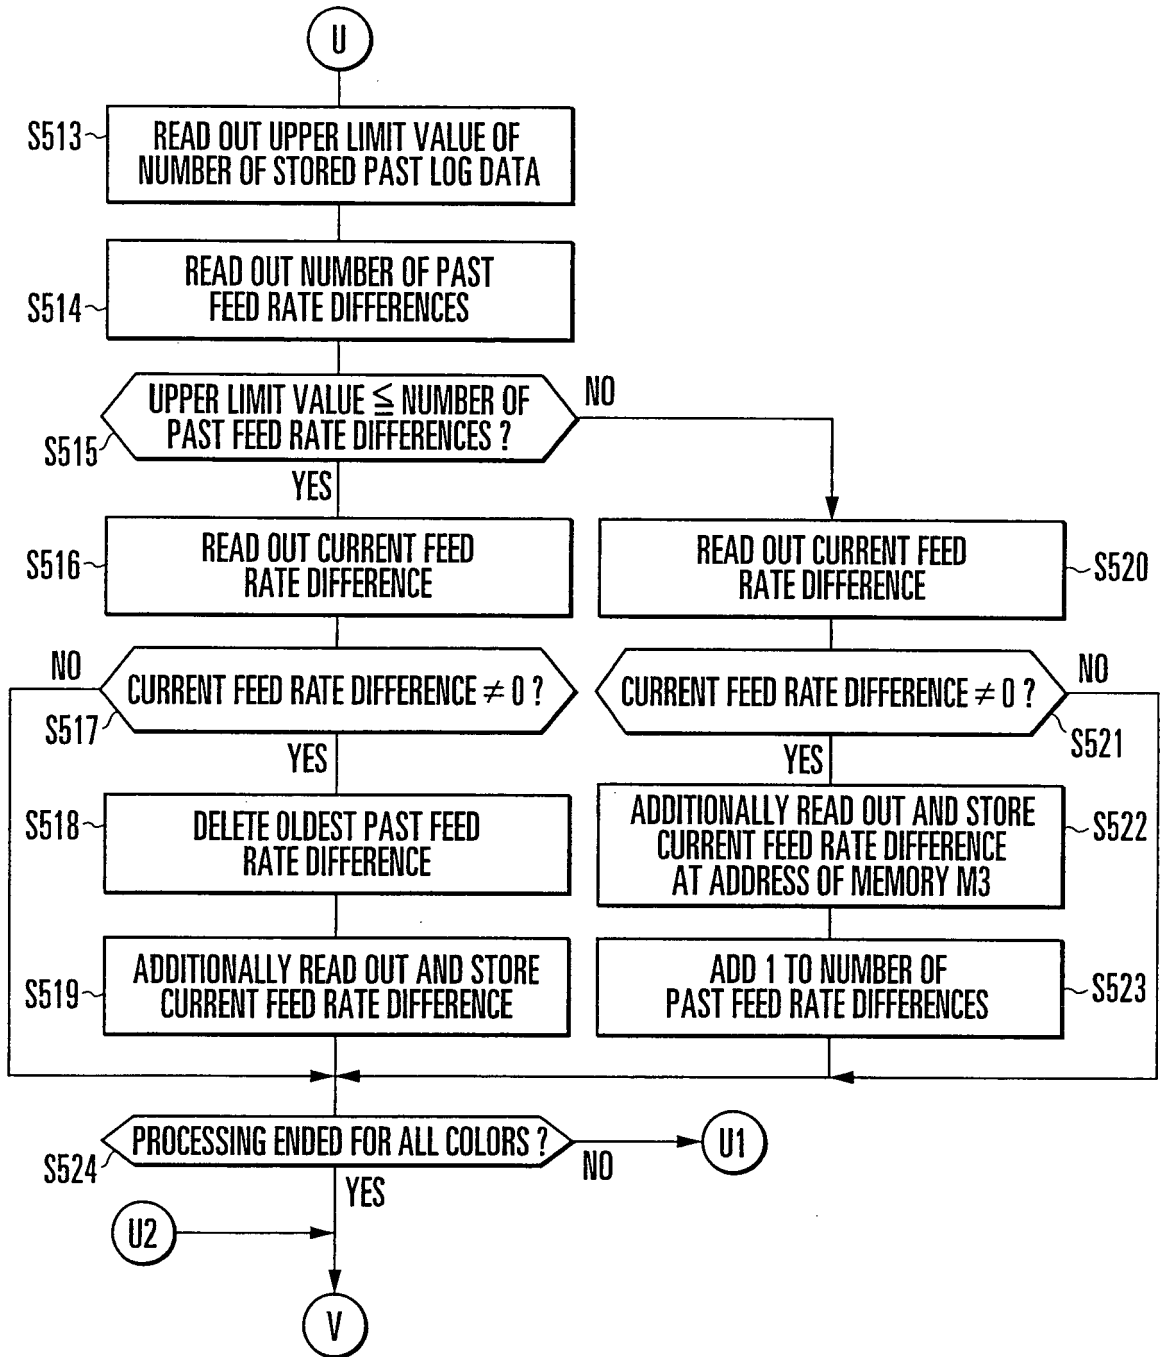 U
S513
READ OUT UPPER LIMIT VALUE OF
NUMBER OF STORED PAST LOG DATA
S514
READ OUT NUMBER OF PAST
FEED RATE DIFFERENCES
S515
UPPER LIMIT VALUE ≦ NUMBER OF
PAST FEED RATE DIFFERENCES ?
NO
YES
S516
READ OUT CURRENT FEED
RATE DIFFERENCE
READ OUT CURRENT FEED
RATE DIFFERENCE
S520
NO
CURRENT FEED RATE DIFFERENCE ≠ 0 ?
S517
YES
CURRENT FEED RATE DIFFERENCE ≠ 0 ?
NO
S521
YES
S518
DELETE OLDEST PAST FEED
RATE DIFFERENCE
ADDITIONALLY READ OUT AND STORE
CURRENT FEED RATE DIFFERENCE
AT ADDRESS OF MEMORY M3
S522
S519
ADDITIONALLY READ OUT AND STORE
CURRENT FEED RATE DIFFERENCE
ADD 1 TO NUMBER OF
PAST FEED RATE DIFFERENCES
S523
PROCESSING ENDED FOR ALL COLORS ?
S524
NO
U1
YES
U2
V